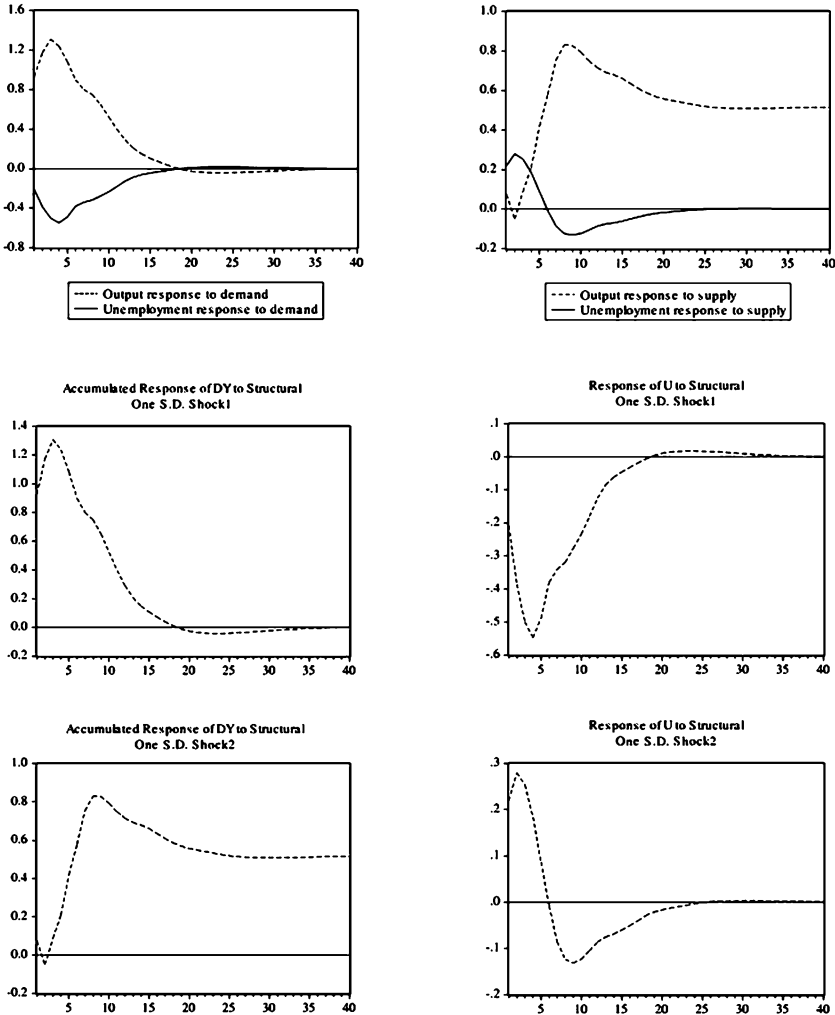 1.6
1.2
0.8
0.4
0.0
-0.4
-0.8
5 10 15 20 25 30 35 40
Output response to demand
Unemployment response to demand
1.0
0.8
0.6
0.4
0.2
0.0
-0.2
5 10 15 20 25 30 35 40
Output response to supply
Unemployment response to supply
Accumulated Response of DY to Structural
One S.D. Shock1
1.4
1.2
1.0
0.8
0.6
0.4
0.2
0.0
-0.2
5 10 15 20 25 30 35 40
Response of U to Structural
One S.D. Shock1
.1
.0
-.1
-.2
-.3
-.4
-.5
-.6
5 10 15 20 25 30 35 40
Accumulated Response of DY to Structural
One S.D. Shock2
1.0
0.8
0.6
0.4
0.2
0.0
-0.2
5 10 15 20 25 30 35 40
Response of U to Structural
One S.D. Shock2
.3
.2
.1
.0
-.1
-.2
5 10 15 20 25 30 35 40